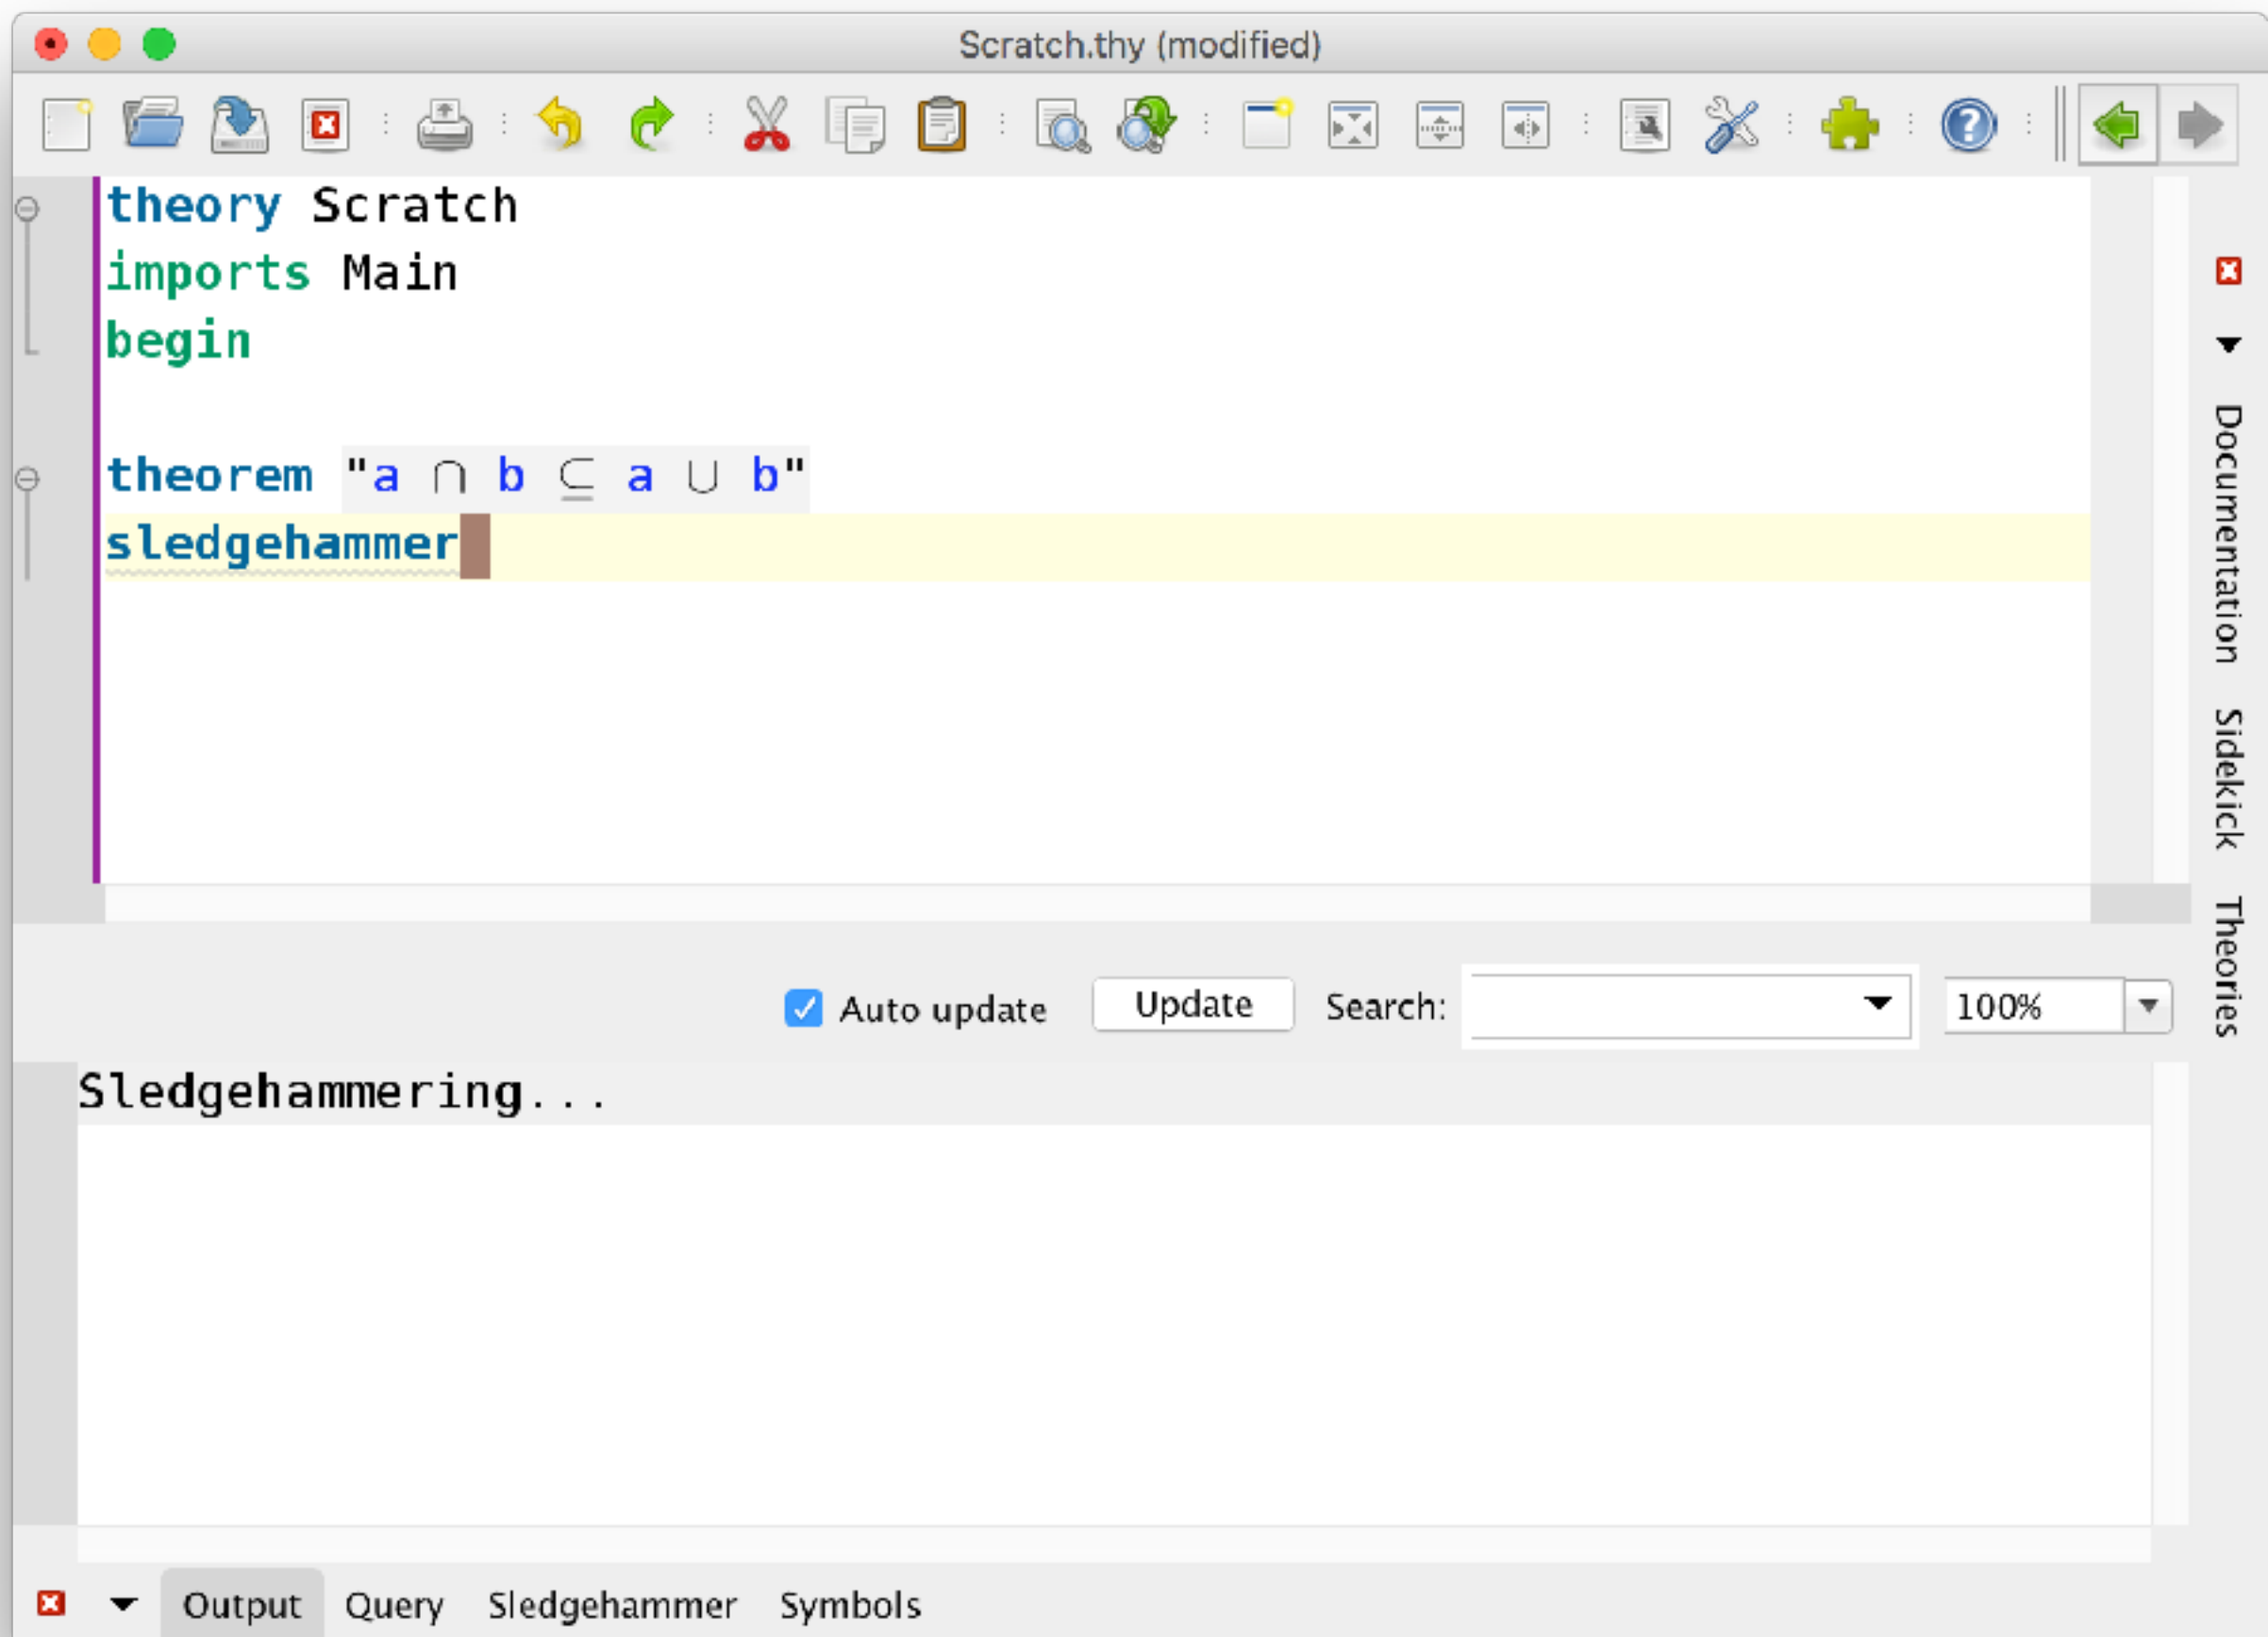 Scratch.thy (modified)
theory Scratch
imports Main
begin
theorem "a ∩ b ⊆ a ∪ b"
sledgehammer
Documentation
Sidekick
Theories
Auto update Update Search: 100%
Sledgehammering...
Output Query Sledgehammer Symbols